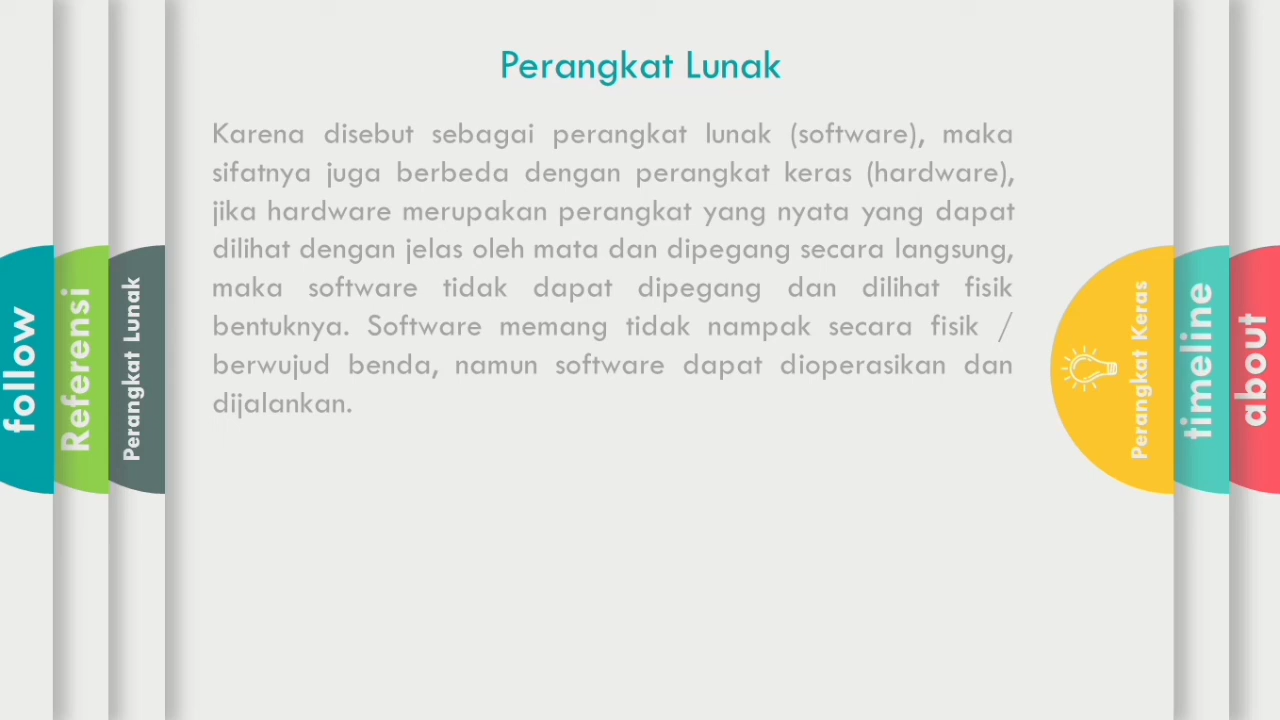 Perangkat Lunak
Karena disebut sebagai perangkat lunak (software), maka
sifatnya juga berbeda dengan perangkat keras (hardware),
jika hardware merupakan perangkat yang nyata yang dapat
dilihat dengan jelas oleh mata dan dipegang secara langsung,
maka software tidak dapat dipegang dan dilihat fisik
bentuknya. Software memang tidak nampak secara fisik /
berwujud benda, namun software dapat dioperasikan dan
dijalankan.
follow
Referensi
Perangkat Lunak
Perangkat Keras
timeline
about